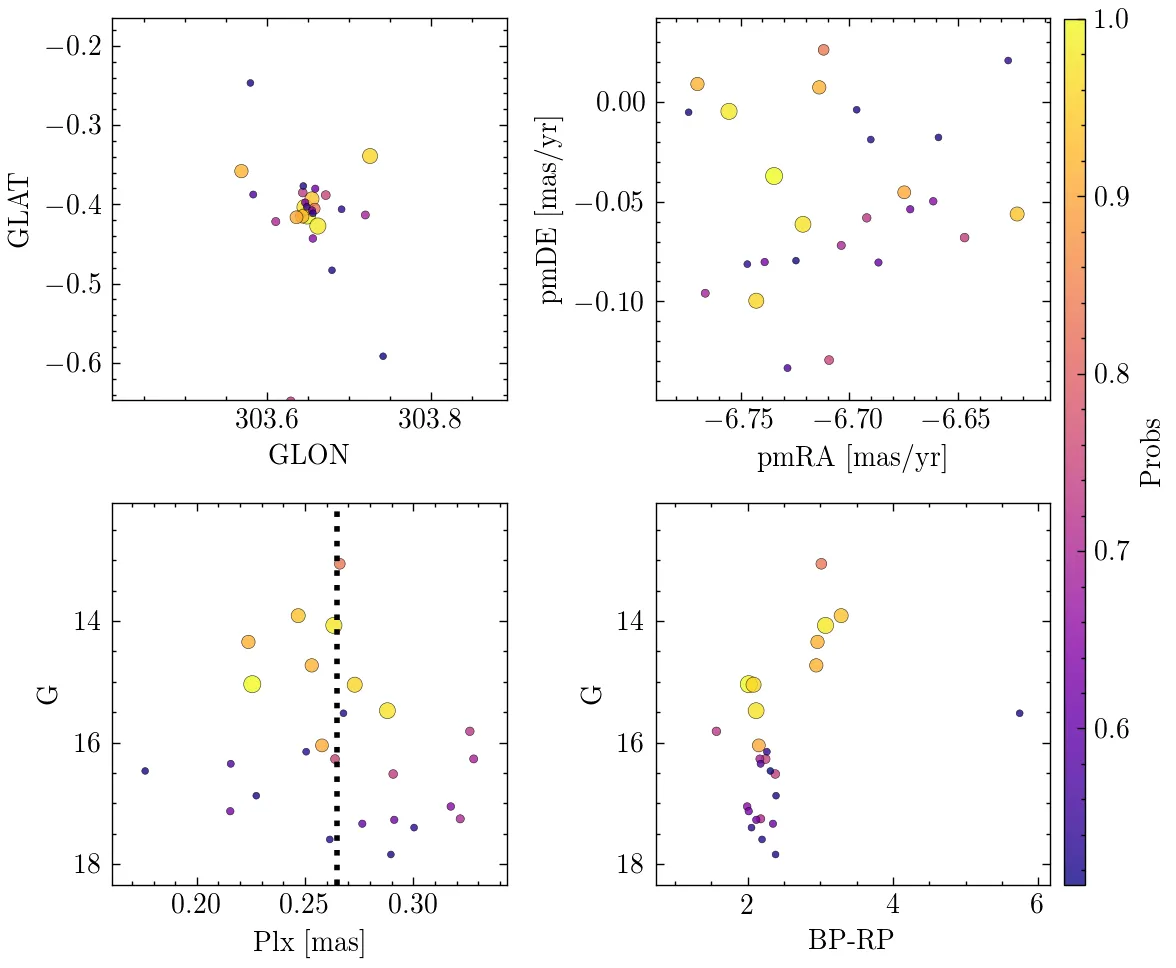 −0.2
−0.3
−0.4
−0.5
−0.6
GLAT
303.6 303.8
GLON
0.00
−0.05
−0.10
pmDE [mas/yr]
−6.75 −6.70 −6.65
pmRA [mas/yr]
1.0
0.9
0.8
0.7
0.6
Probs
14
16
18
G
0.20 0.25 0.30
Plx [mas]
14
16
18
G
2 4 6
BP-RP